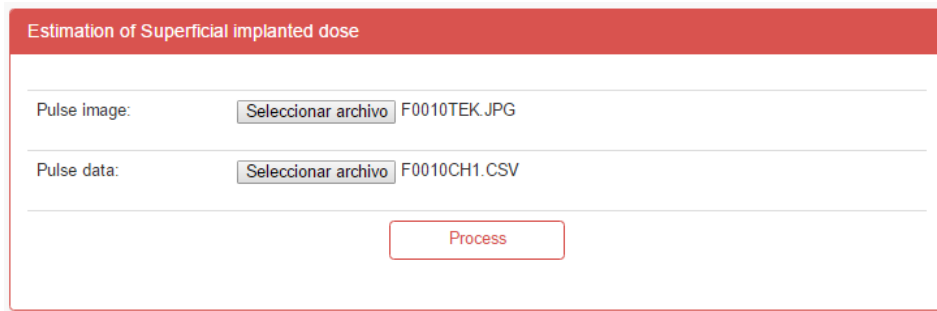 Estimation of Superficial implanted dose
Pulse image: Seleccionar archivo F0010TEK.JPG
Pulse data: Seleccionar archivo F0010CH1.CSV
Process